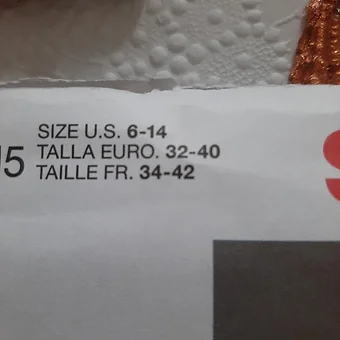 SIZE U.S. 6-14
TALLA EURO. 32-40
TAILLE FR. 34-42